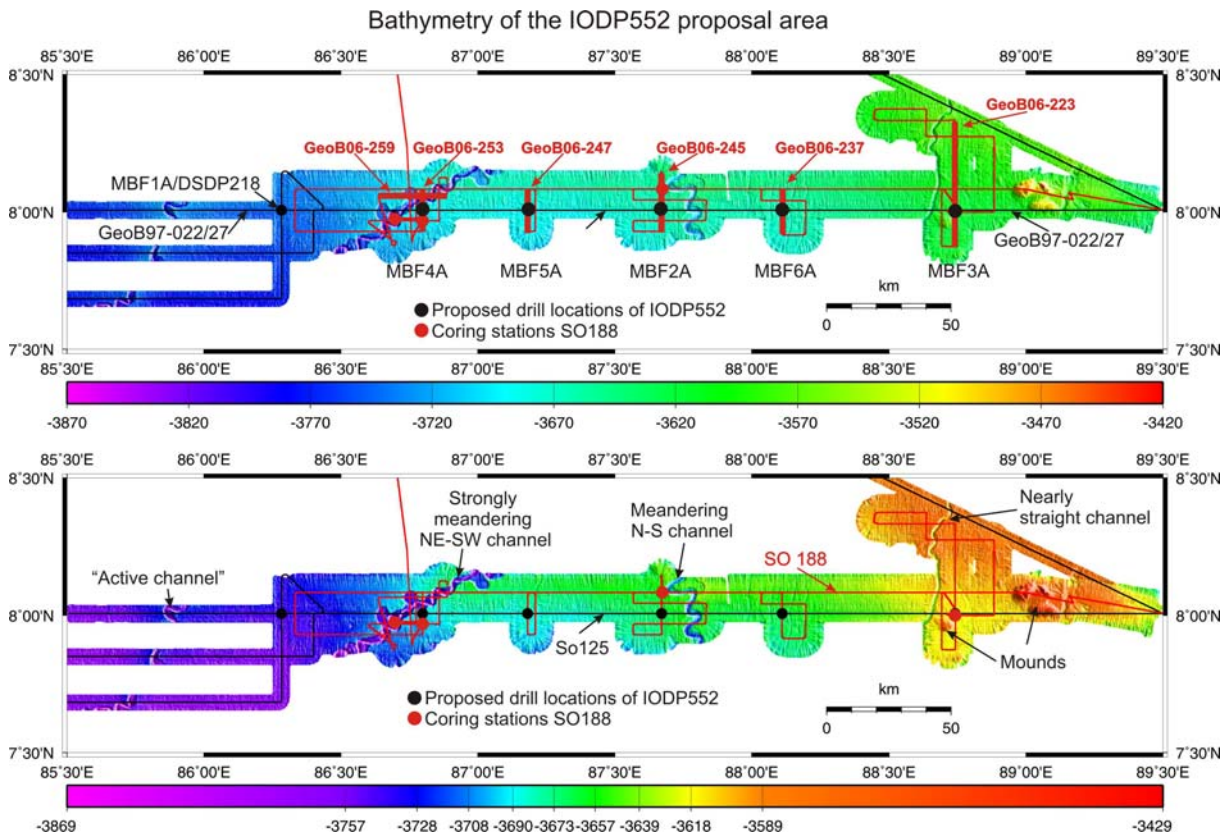 Bathymetry of the IODP552 proposal area
85˚30'E 86˚00'E 86˚30'E 87˚00'E 87˚30'E 88˚00'E 88˚30'E 89˚00'E 89˚30'E
8˚30'N 8˚30'N
GeoB06-223
GeoB06-259 GeoB06-253 GeoB06-247 GeoB06-245 GeoB06-237
MBF1A/DSDP218
8˚00'N 8˚00'N
GeoB97-022/27 GeoB97-022/27
MBF4A MBF5A MBF2A MBF6A MBF3A
km
Proposed drill locations of IODP552
0 50
Coring stations SO188
7˚30'N 7˚30'N
85˚30'E 86˚00'E 86˚30'E 87˚00'E 87˚30'E 88˚00'E 88˚30'E 89˚00'E 89˚30'E
-3870 -3820 -3770 -3720 -3670 -3620 -3570 -3520 -3470 -3420
85˚30'E 86˚00'E 86˚30'E 87˚00'E 87˚30'E 88˚00'E 88˚30'E 89˚00'E 89˚30'E
8˚30'N 8˚30'N
Strongly
meandering
NE-SW channel
Meandering
N-S channel
Nearly
straight channel
"Active channel"
SO 188
8˚00'N 8˚00'N
So125
Mounds
km
Proposed drill locations of IODP552
0 50
Coring stations SO188
7˚30'N 7˚30'N
85˚30'E 86˚00'E 86˚30'E 87˚00'E 87˚30'E 88˚00'E 88˚30'E 89˚00'E 89˚30'E
-3869 -3757 -3728 -3708 -3690 -3673 -3657 -3639 -3618 -3589 -3429